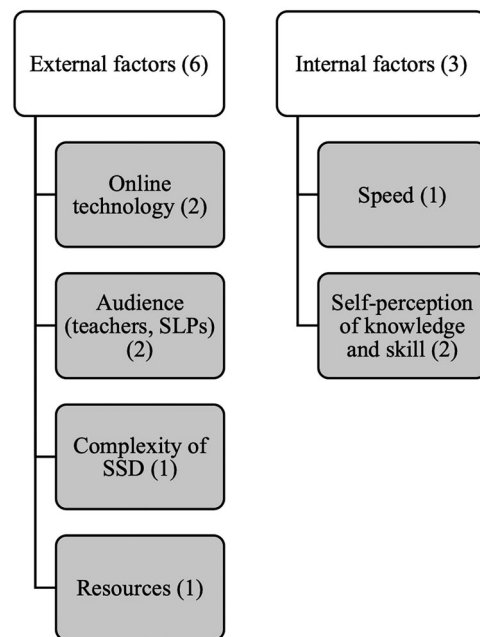 External factors (6)
Online
technology (2)
Audience
(teachers, SLPs)
(2)
Complexity of
SSD (1)
Resources (1)
Internal factors (3)
Speed (1)
Self-perception
of knowledge
and skill (2)